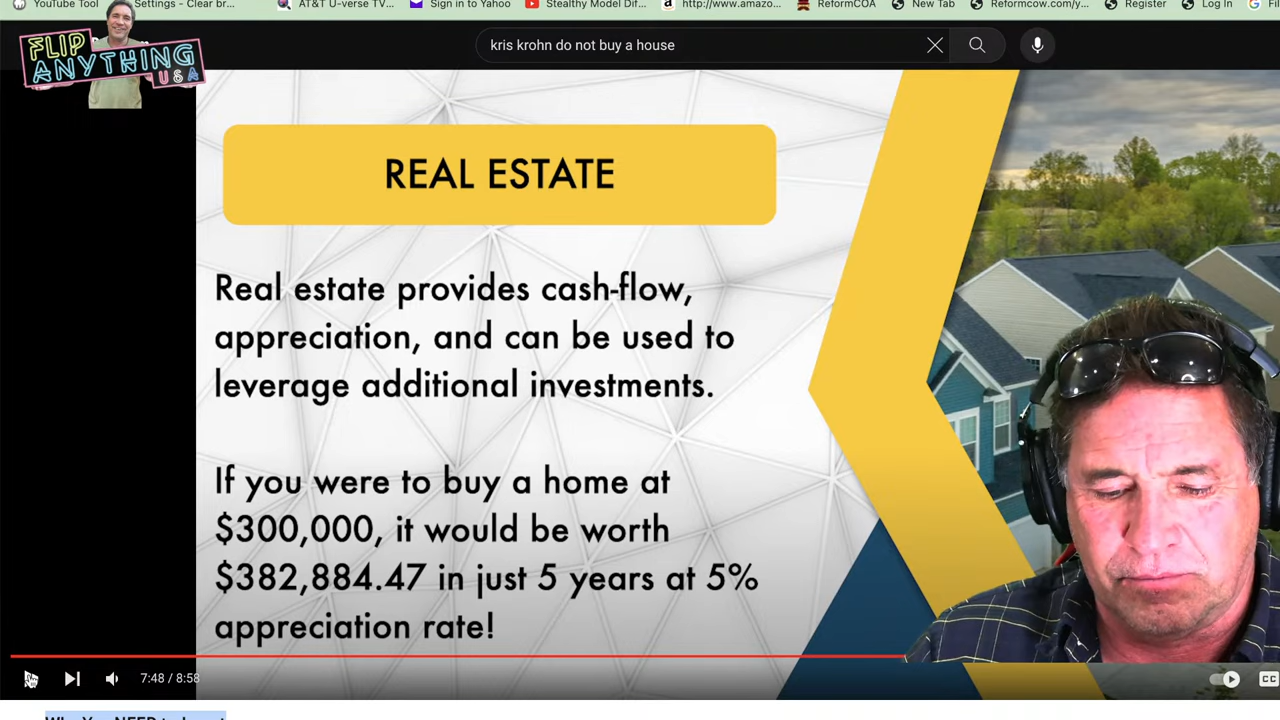 YouTube Tool
Settings - Clear br...
AT&T U-verse TV...
Sign in to Yahoo
Stealthy Model Dif...
http://www.amazo...
ReformCOA
New Tab
Reformcow.com/y...
Register
Log In
FLIP
ANYTHING
USA
kris krohn do not buy a house
REAL ESTATE
Real estate provides cash-flow,
appreciation, and can be used to
leverage additional investments.
If you were to buy a home at
$300,000, it would be worth
$382,884.47 in just 5 years at 5%
appreciation rate!
7:48 / 8:58
CC